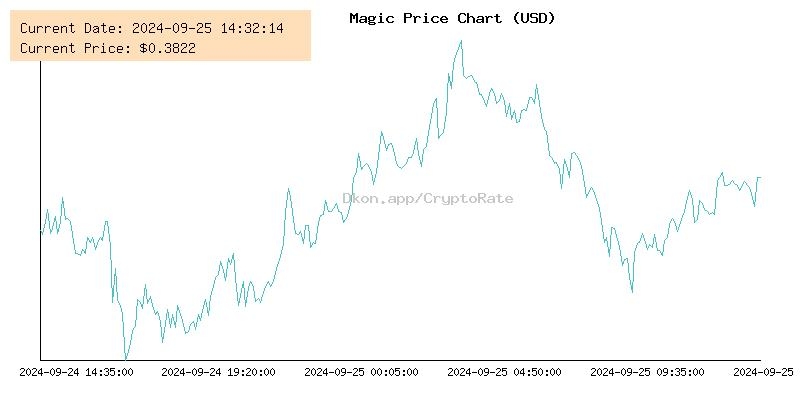 Magic Price Chart (USD)
Current Date: 2024-09-25 14:32:14
Current Price: $0.3822
Dkon.app/CryptoRate
2024-09-24 14:35:00 2024-09-24 19:20:00 2024-09-25 00:05:00 2024-09-25 04:50:00 2024-09-25 09:35:00 2024-09-25